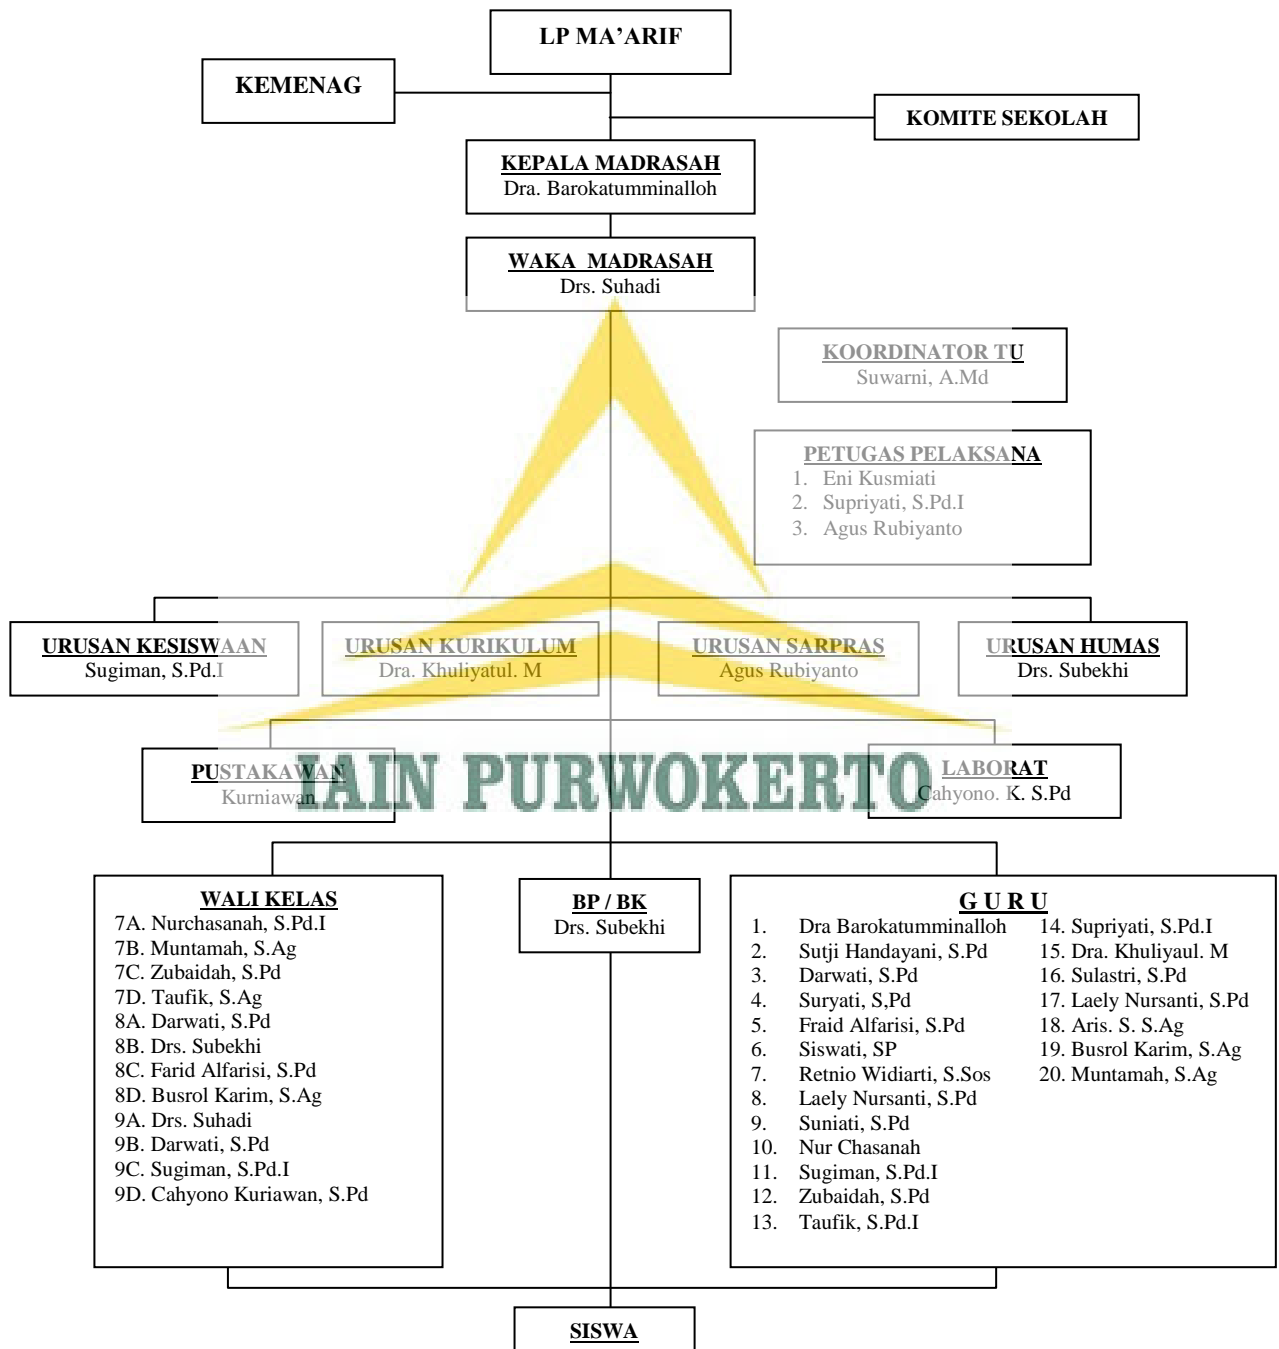 LP MA’ARIF
KEMENAG
KOMITE SEKOLAH
KEPALA MADRASAH
Dra. Barokatumminalloh
WAKA MADRASAH
Drs. Suhadi
KOORDINATOR TU
Suwarni, A.Md
PETUGAS PELAKSANA
1. Eni Kusmiati
2. Supriyati, S.Pd.I
3. Agus Rubiyanto
URUSAN KESISWAAN
Sugiman, S.Pd.I
URUSAN KURIKULUM
Dra. Khuliyatul. M
URUSAN SARPRAS
Agus Rubiyanto
URUSAN HUMAS
Drs. Subekhi
PUSTAKAWAN
Kurniawan
IAIN PURWOKERTO
LABORAT
Cahyono. K. S.Pd
WALI KELAS
7A. Nurchasanah, S.Pd.I
7B. Muntamah, S.Ag
7C. Zubaidah, S.Pd
7D. Taufik, S.Ag
8A. Darwati, S.Pd
8B. Drs. Subekhi
8C. Farid Alfarisi, S.Pd
8D. Busrol Karim, S.Ag
9A. Drs. Suhadi
9B. Darwati, S.Pd
9C. Sugiman, S.Pd.I
9D. Cahyono Kuriawan, S.Pd
BP / BK
Drs. Subekhi
G U R U
1. Dra Barokatumminalloh
2. Sutji Handayani, S.Pd
3. Darwati, S.Pd
4. Suryati, S,Pd
5. Fraid Alfarisi, S.Pd
6. Siswati, SP
7. Retnio Widiarti, S.Sos
8. Laely Nursanti, S.Pd
9. Suniati, S.Pd
10. Nur Chasanah
11. Sugiman, S.Pd.I
12. Zubaidah, S.Pd
13. Taufik, S.Pd.I
14. Supriyati, S.Pd.I
15. Dra. Khuliyaul. M
16. Sulastri, S.Pd
17. Laely Nursanti, S.Pd
18. Aris. S. S.Ag
19. Busrol Karim, S.Ag
20. Muntamah, S.Ag
SISWA